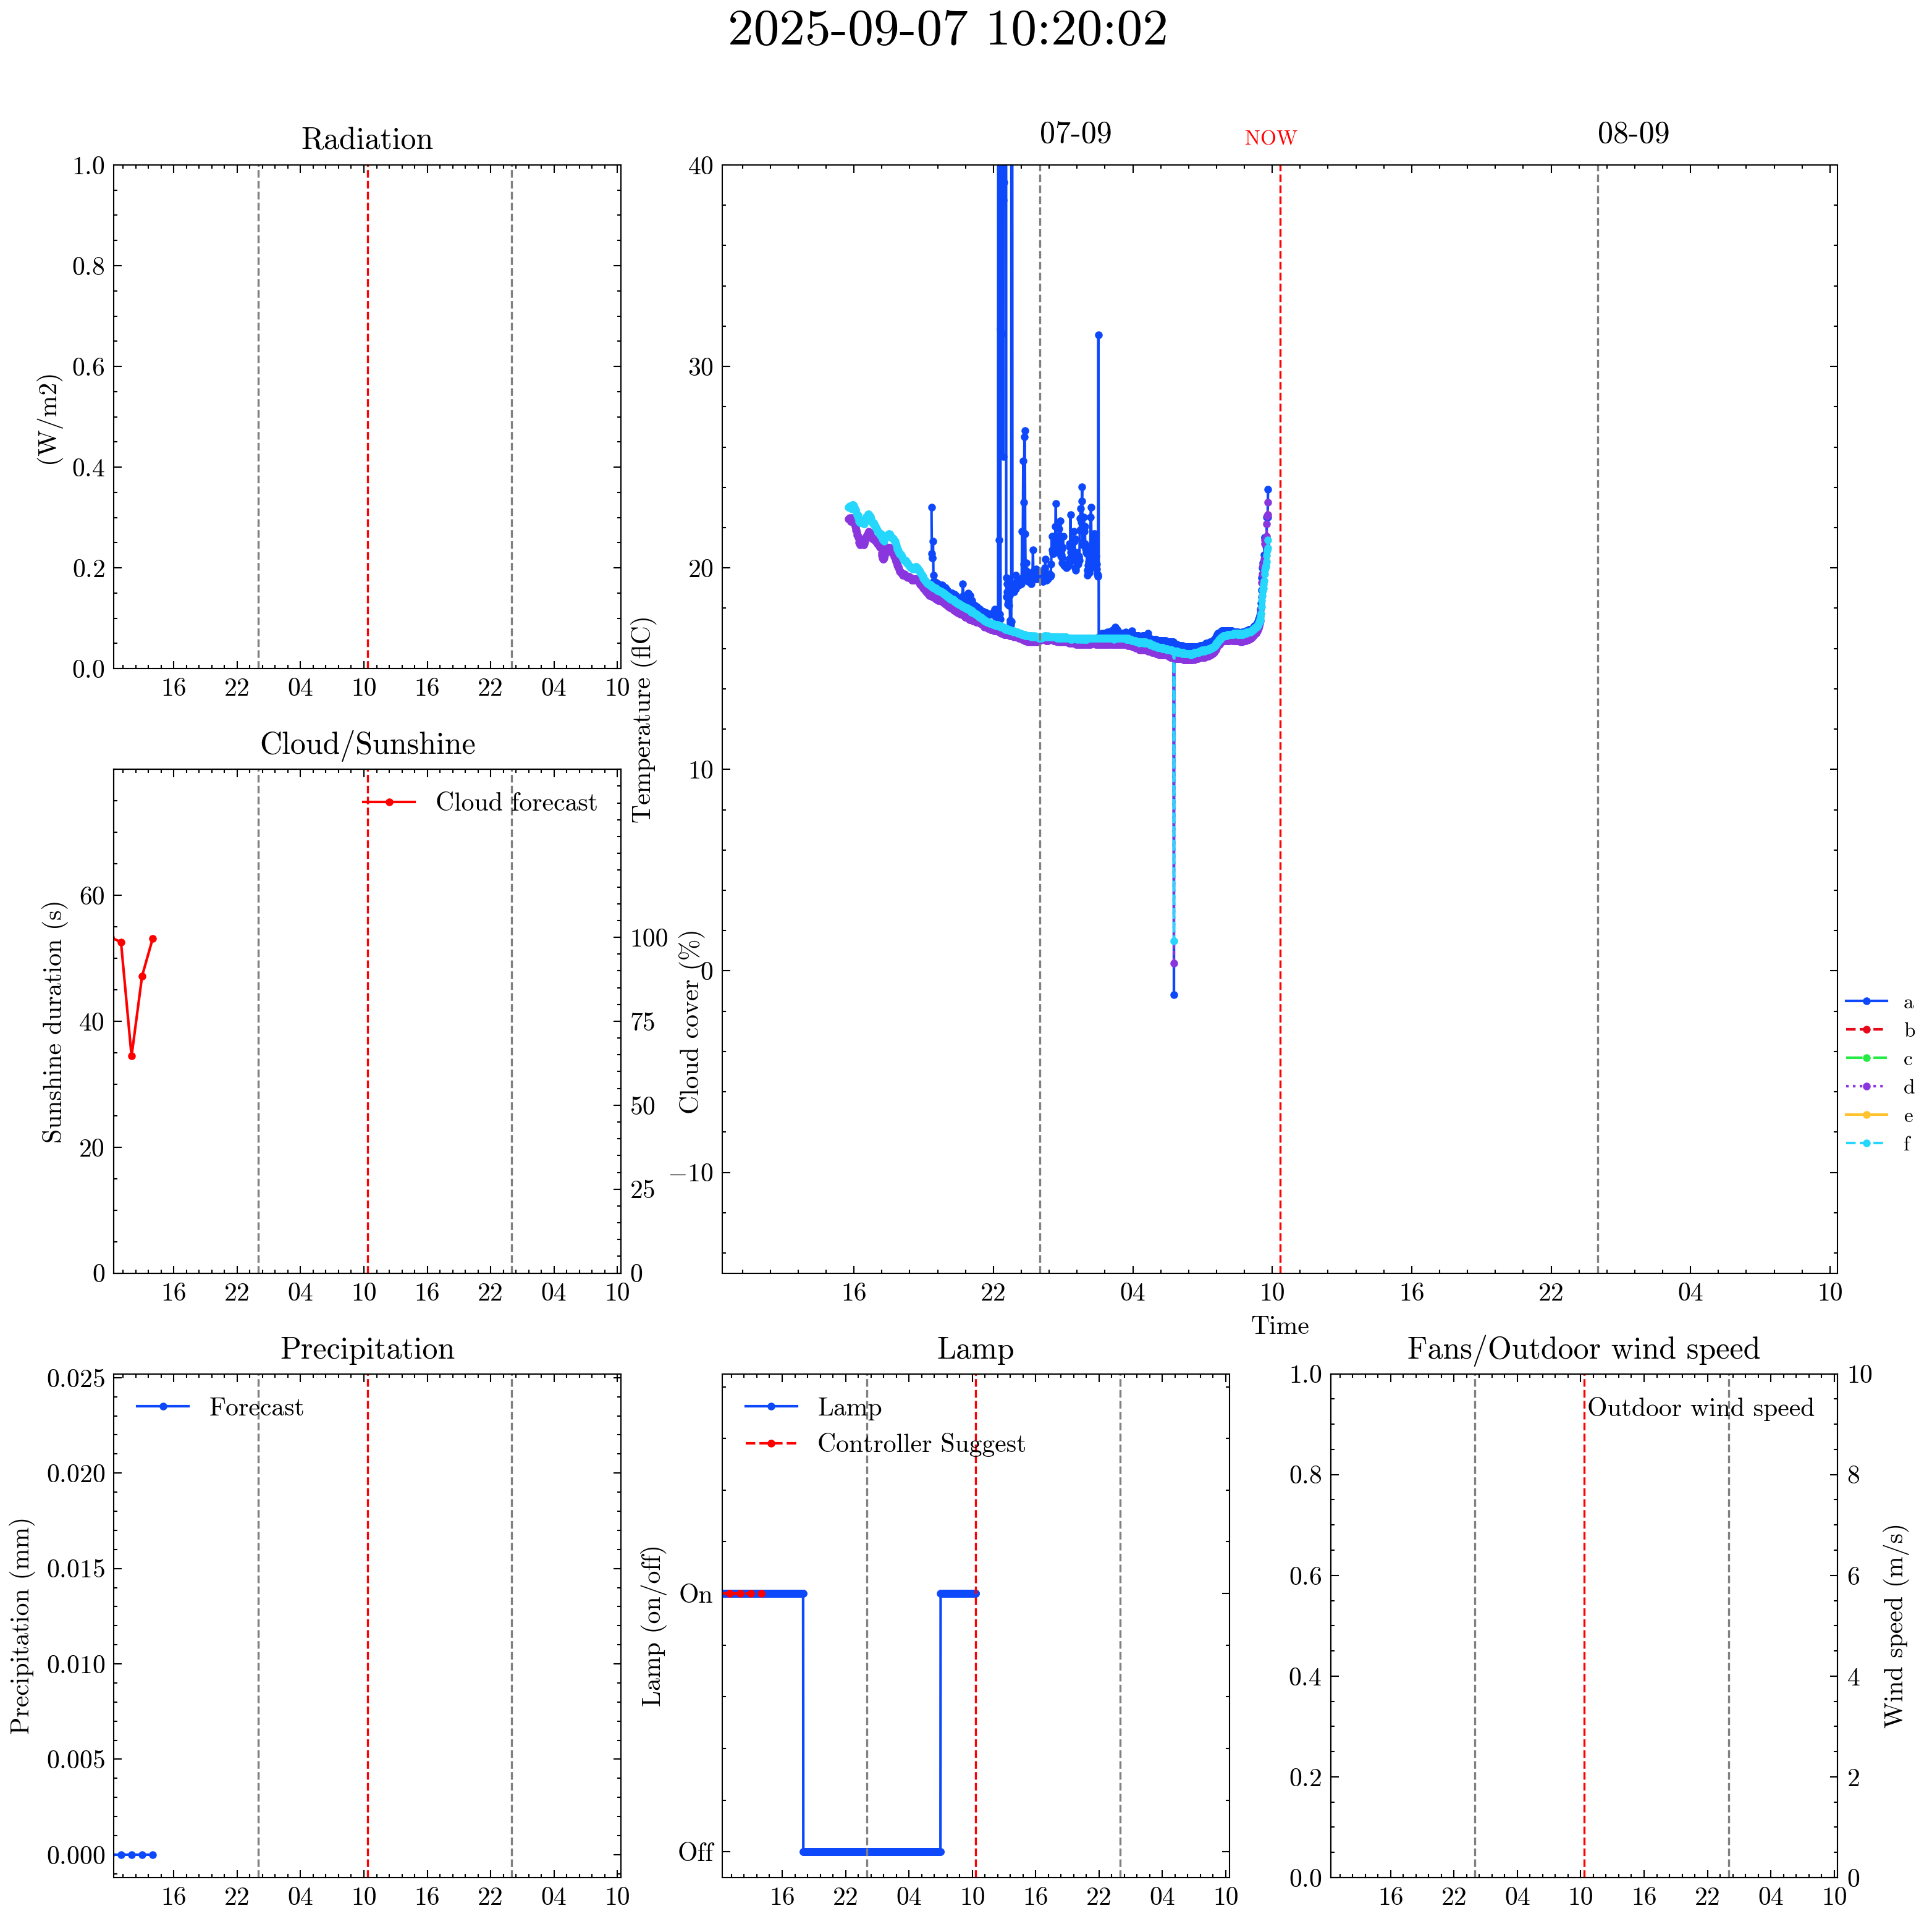 2025-09-07 10:20:02
Radiation
1.0
0.8
0.6
0.4
0.2
0.0
(W/m2)
16 22 04 10 16 22 04 10
Cloud/Sunshine
Cloud forecast
60
40
20
0
Sunshine duration (s)
100
75
50
25
0
Cloud cover (%)
16 22 04 10 16 22 04 10
07-09 NOW 08-09
40
30
20
10
0
−10
Temperature (flC)
16 22 04 10 16 22 04 10
Time
a
b
c
d
e
f
Precipitation
Forecast
0.025
0.020
0.015
0.010
0.005
0.000
Precipitation (mm)
16 22 04 10 16 22 04 10
Lamp
Lamp
Controller Suggest
On
Off
Lamp (on/off)
16 22 04 10 16 22 04 10
Fans/Outdoor wind speed
Outdoor wind speed
1.0
0.8
0.6
0.4
0.2
0.0
10
8
6
4
2
0
Wind speed (m/s)
16 22 04 10 16 22 04 10